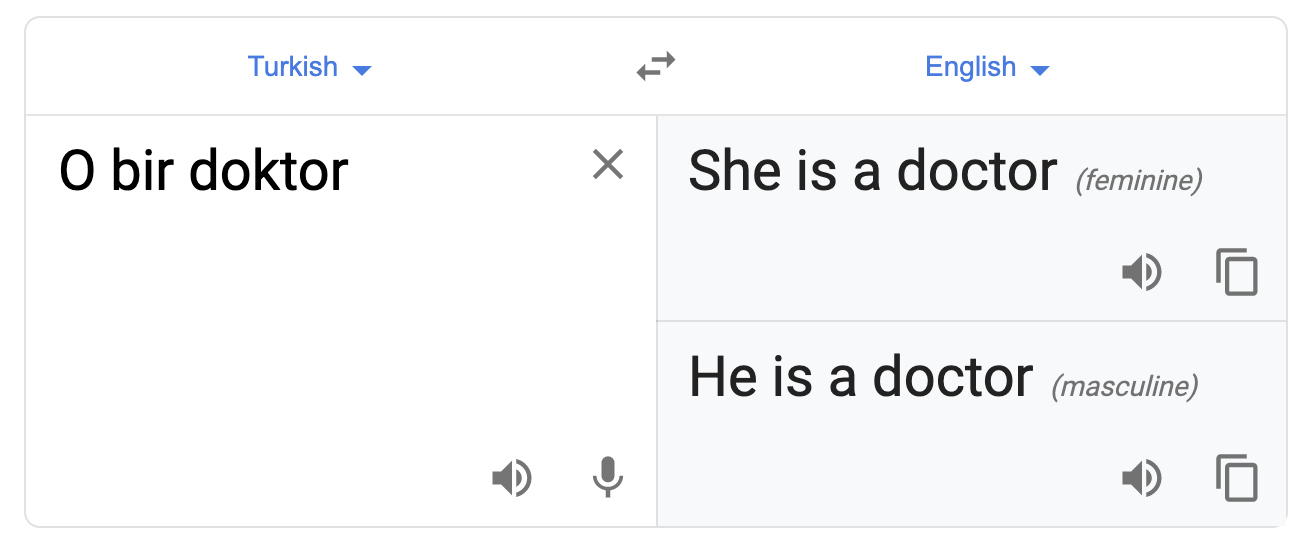 Turkish
English
O bir doktor
She is a doctor (feminine)
He is a doctor (masculine)